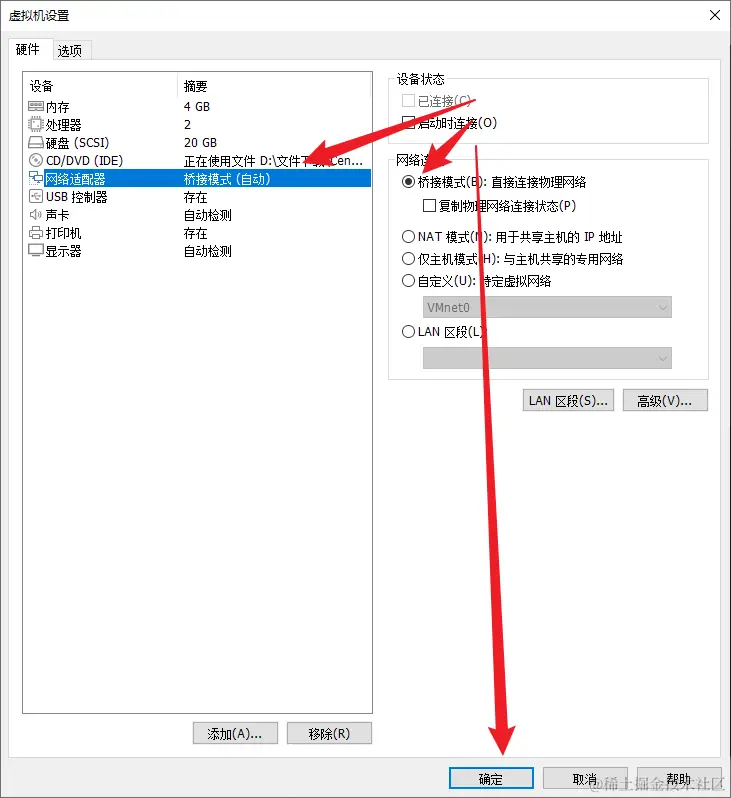 虚拟机设置
硬件 选项
设备 摘要
内存 4 GB
处理器 2
硬盘 (SCSI) 20 GB
CD/DVD (IDE) 正在使用文件 D:\文件下载\Cen...
网络适配器 桥接模式 (自动)
USB 控制器 存在
声卡 自动检测
打印机 存在
显示器 自动检测
添加(A)... 移除(R)
设备状态
已连接(C)
启动时连接(O)
网络连
桥接模式(B): 直接连接物理网络
复制物理网络连接状态(P)
NAT 模式(N): 用于共享主机的 IP 地址
仅主机模式(H): 与主机共享的专用网络
自定义(U): 特定虚拟网络
VMnet0
LAN 区段(L)
LAN 区段(S)... 高级(V)...
确定 取消 帮助
@稀土掘金技术社区